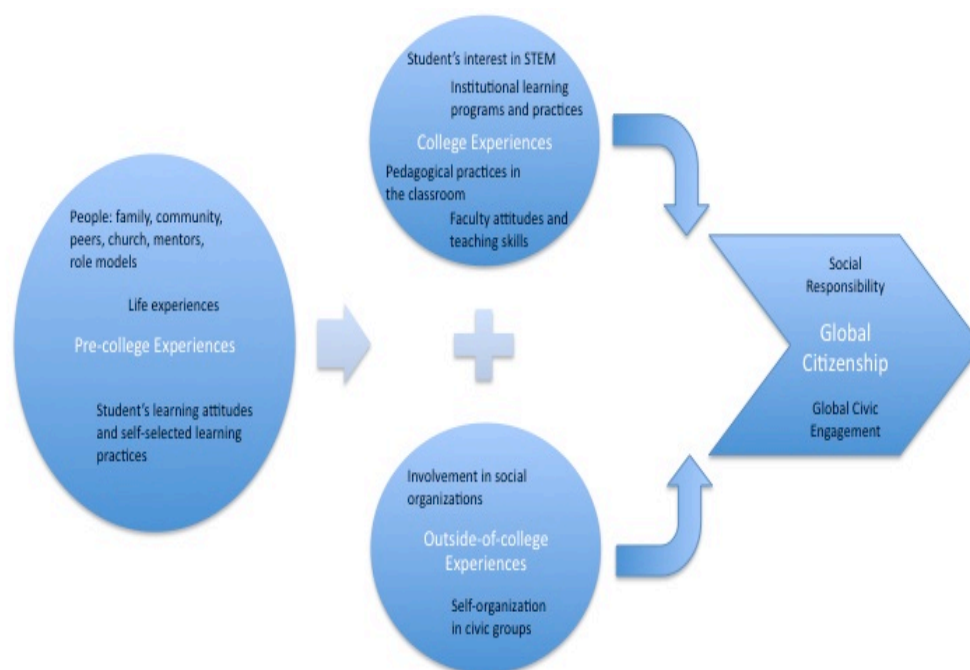 People: family, community,
peers, church, mentors,
role models
Life experiences
Pre-college Experiences
Student's learning attitudes
and self-selected learning
practices
Student's interest in STEM
Institutional learning
programs and practices
College Experiences
Pedagogical practices in
the classroom
Faculty attitudes and
teaching skills
Involvement in social
organizations
Outside-of-college
Experiences
Self-organization
in civic groups
Social
Responsibility
Global
Citizenship
Global Civic
Engagement